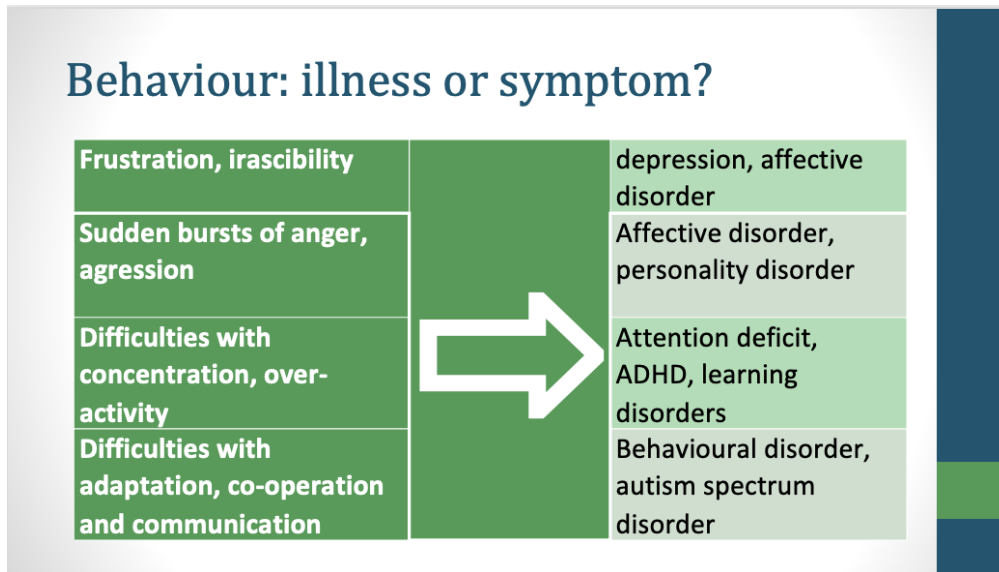 Behaviour: illness or symptom?
Frustration, irascibility
depression, affective
disorder
Sudden bursts of anger,
agression
Affective disorder,
personality disorder
Difficulties with
concentration, over-
activity
Attention deficit,
ADHD, learning
disorders
Difficulties with
adaptation, co-operation
and communication
Behavioural disorder,
autism spectrum
disorder